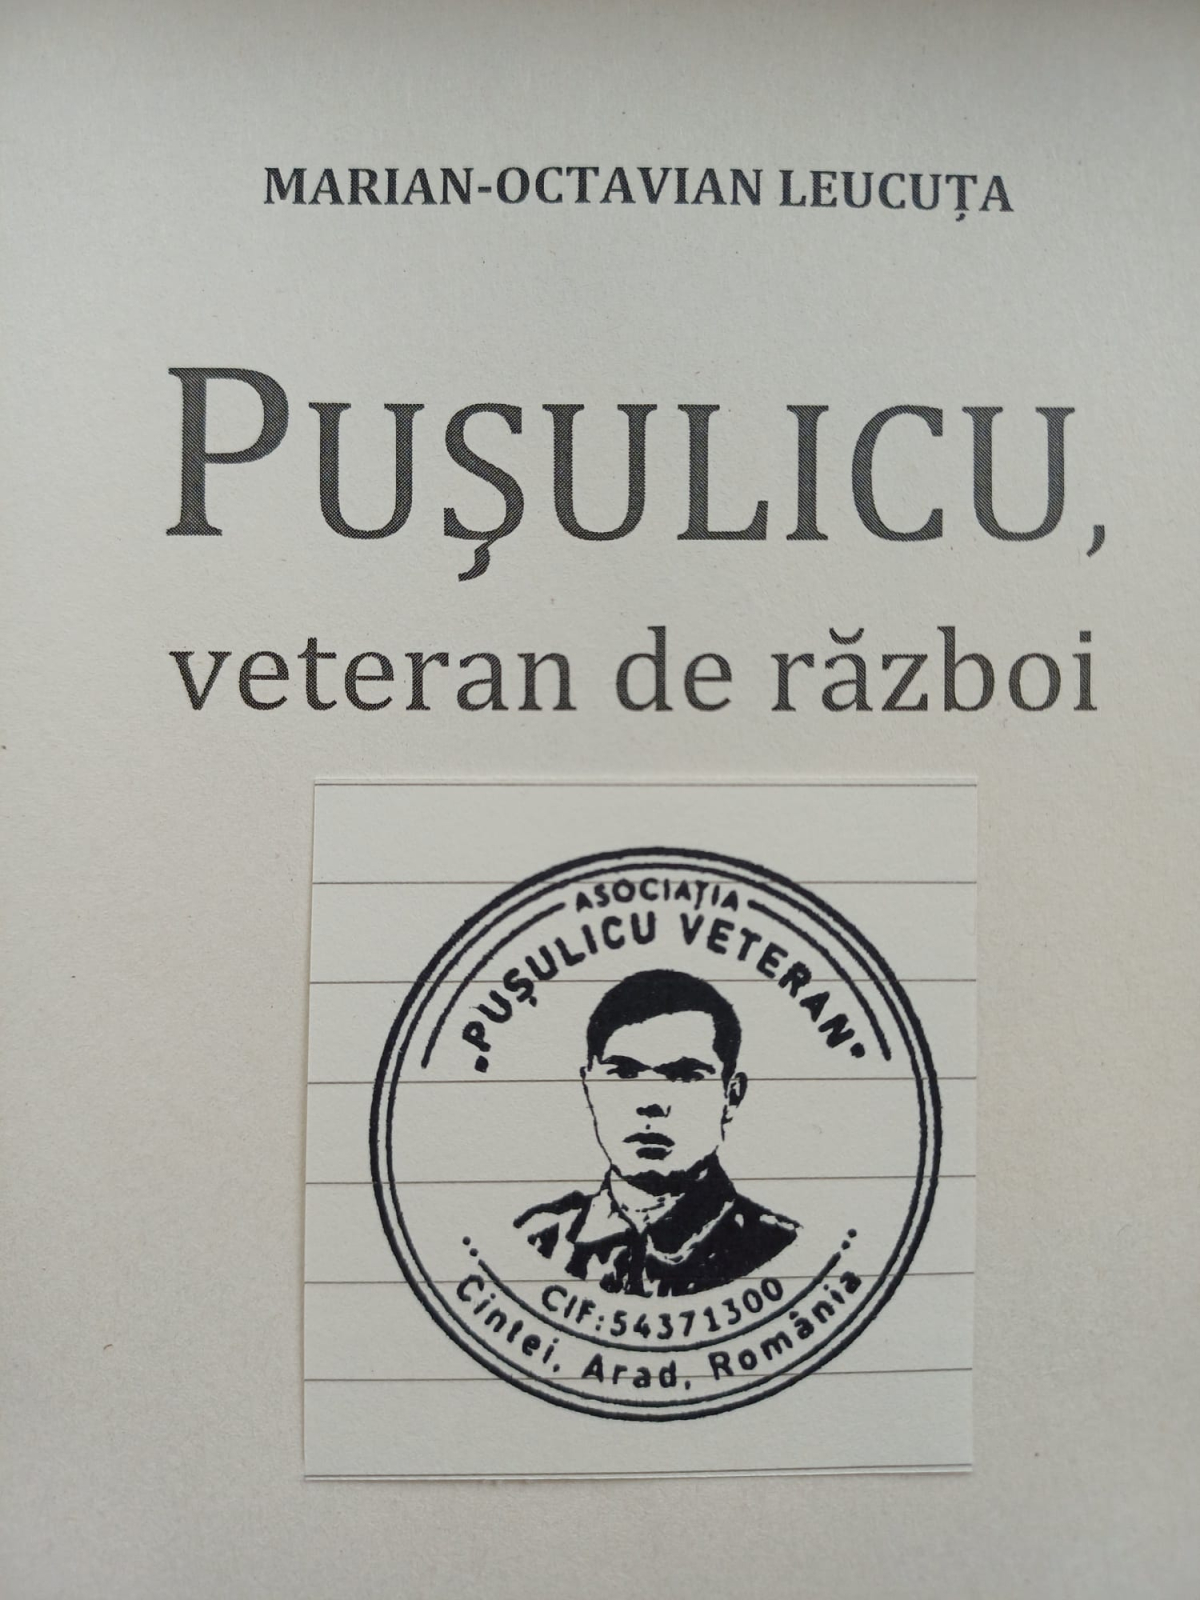 MARIAN-OCTAVIAN LEUCUȚA
PUȘULICU,
veteran de război
ASOCIAȚIA
„PUȘULICU VETERAN”
CIF:54371300
Cintei, Arad, România